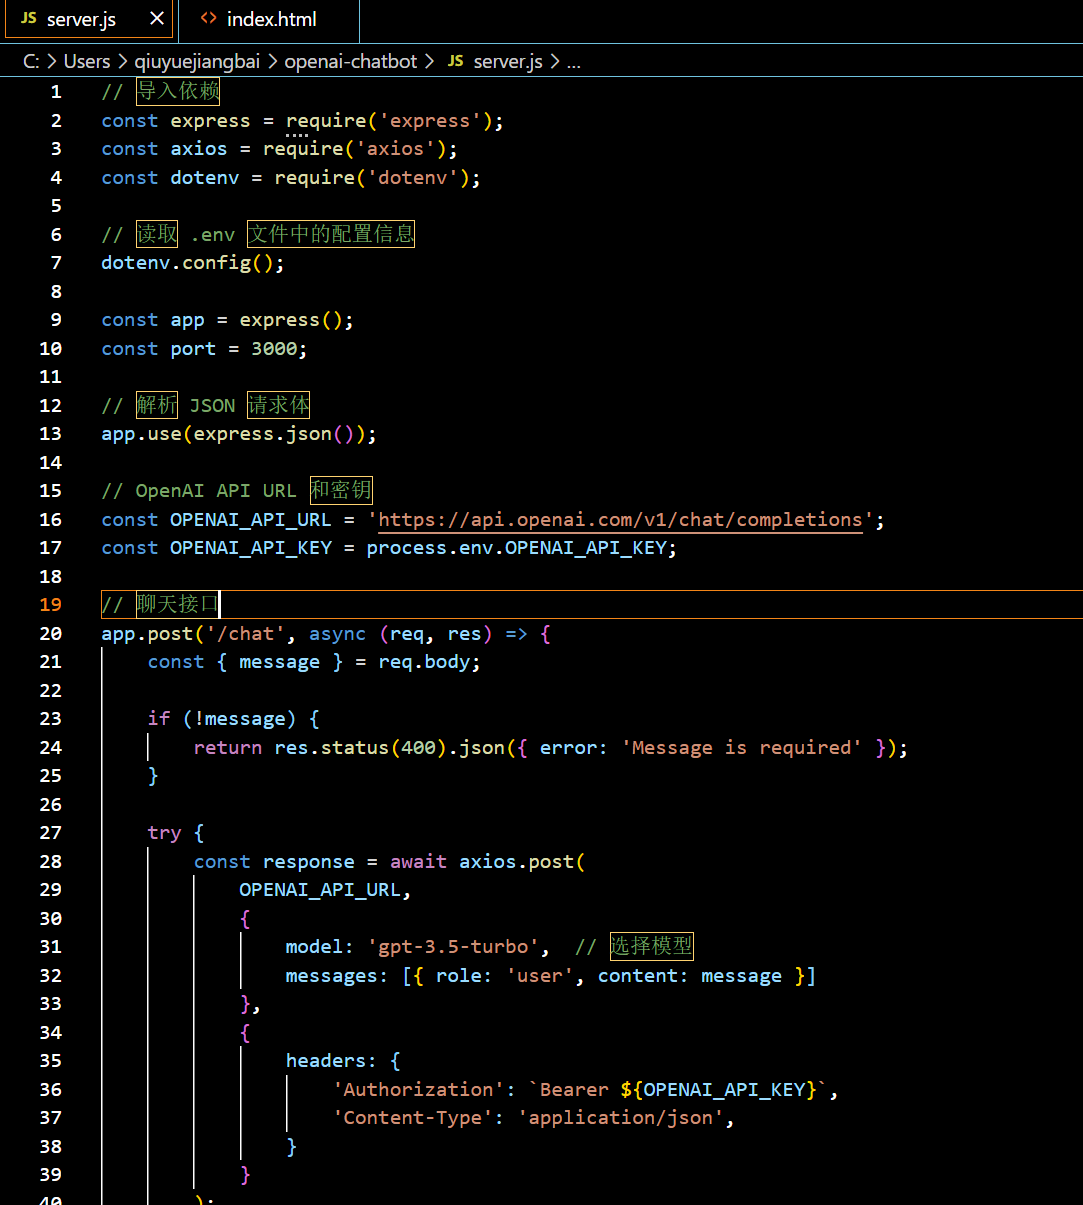 JS server.js × <> index.html
C: > Users > qiuyuejiangbai > openai-chatbot > JS server.js > ...
1 // 导入依赖
2 const express = require('express');
3 const axios = require('axios');
4 const dotenv = require('dotenv');
5
6 // 读取 .env 文件中的配置信息
7 dotenv.config();
8
9 const app = express();
10 const port = 3000;
11
12 // 解析 JSON 请求体
13 app.use(express.json());
14
15 // OpenAI API URL 和密钥
16 const OPENAI_API_URL = 'https://api.openai.com/v1/chat/completions';
17 const OPENAI_API_KEY = process.env.OPENAI_API_KEY;
18
19 // 聊天接口
20 app.post('/chat', async (req, res) => {
21     const { message } = req.body;
22
23     if (!message) {
24         return res.status(400).json({ error: 'Message is required' });
25     }
26
27     try {
28         const response = await axios.post(
29             OPENAI_API_URL,
30             {
31                 model: 'gpt-3.5-turbo',  // 选择模型
32                 messages: [{ role: 'user', content: message }]
33             },
34             {
35                 headers: {
36                     'Authorization': `Bearer ${OPENAI_API_KEY}`,
37                     'Content-Type': 'application/json',
38                 }
39             }
40         );